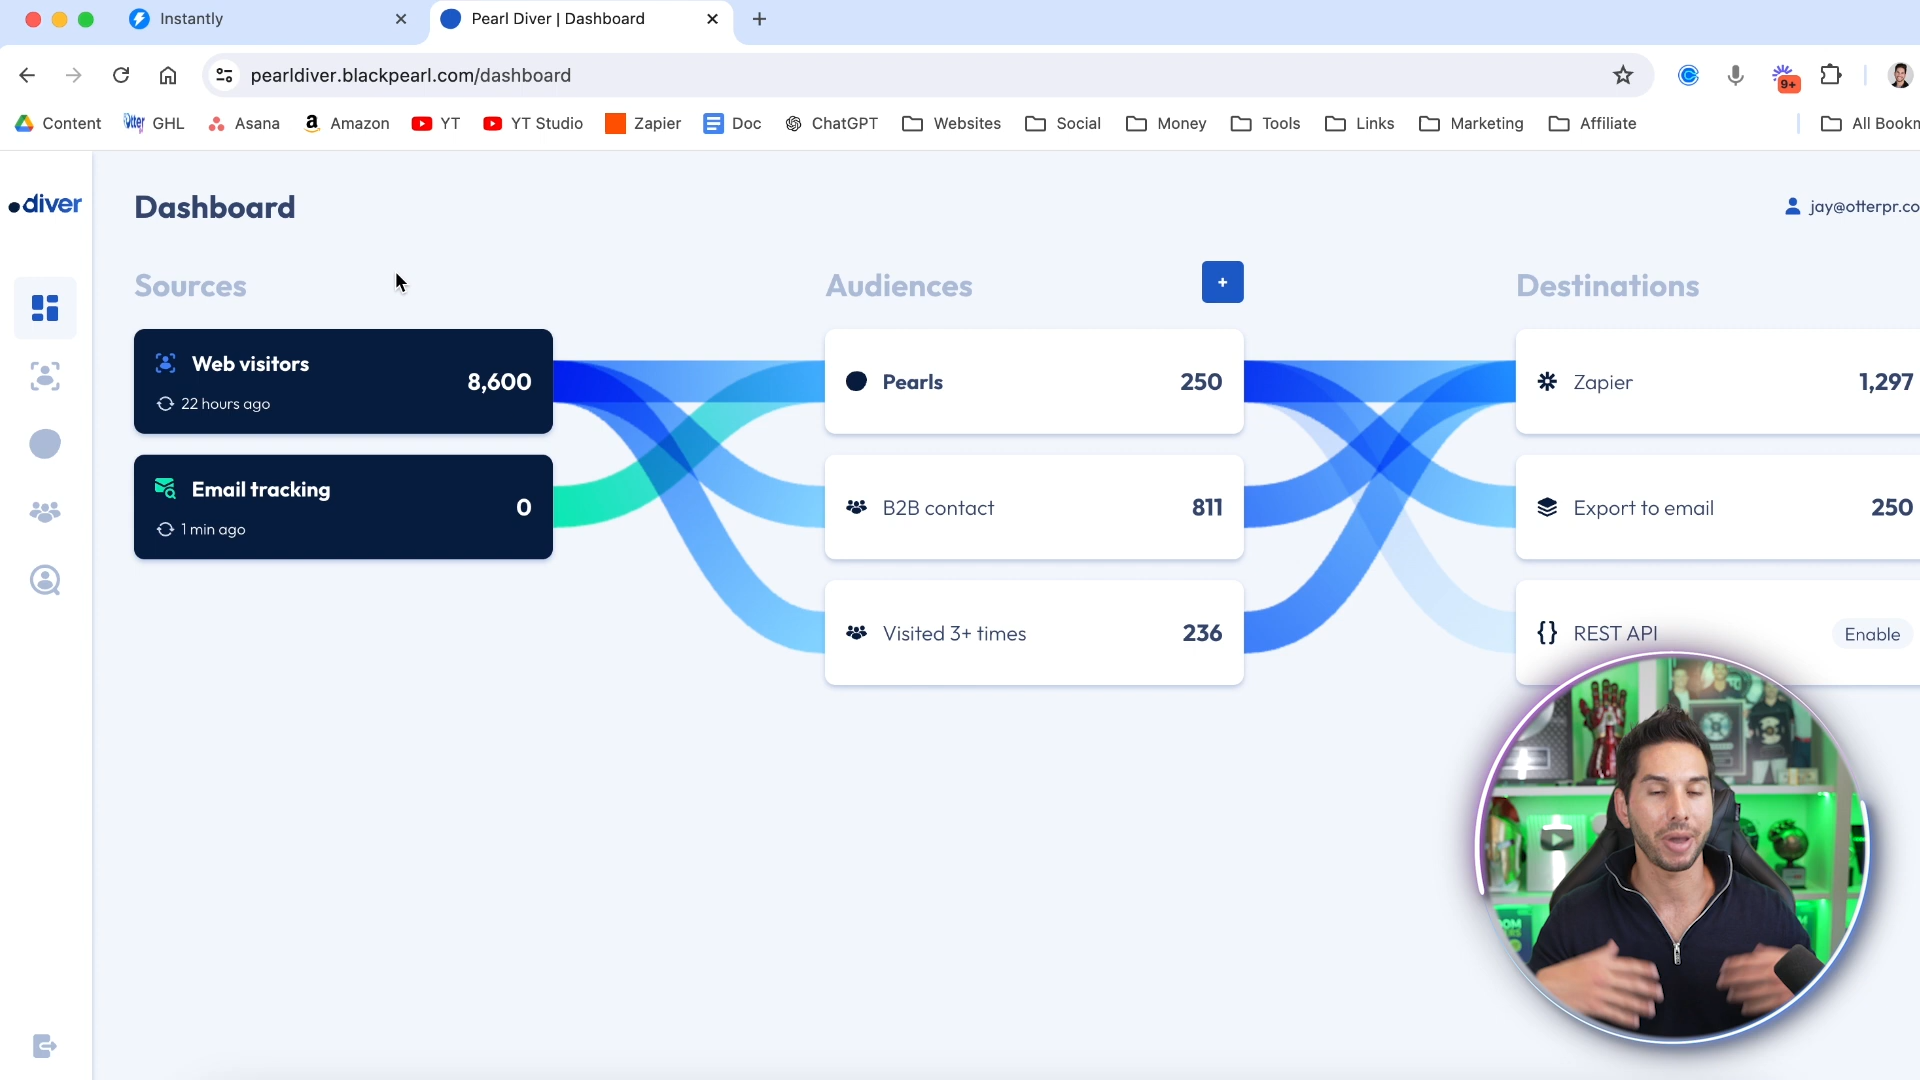 Instantly
Pearl Diver | Dashboard
pearldiver.blackpearl.com/dashboard
9+
Content
Otter
GHL
Asana
Amazon
YT
YT Studio
Zapier
Doc
ChatGPT
Websites
Social
Money
Tools
Links
Marketing
Affiliate
All Bookm
diver
Dashboard
jay@otterpr.co
Sources
Audiences
+
Destinations
Web visitors
8,600
22 hours ago
Pearls
250
Zapier
1,297
Email tracking
0
1 min ago
B2B contact
811
Export to email
250
Visited 3+ times
236
{} REST API
Enable